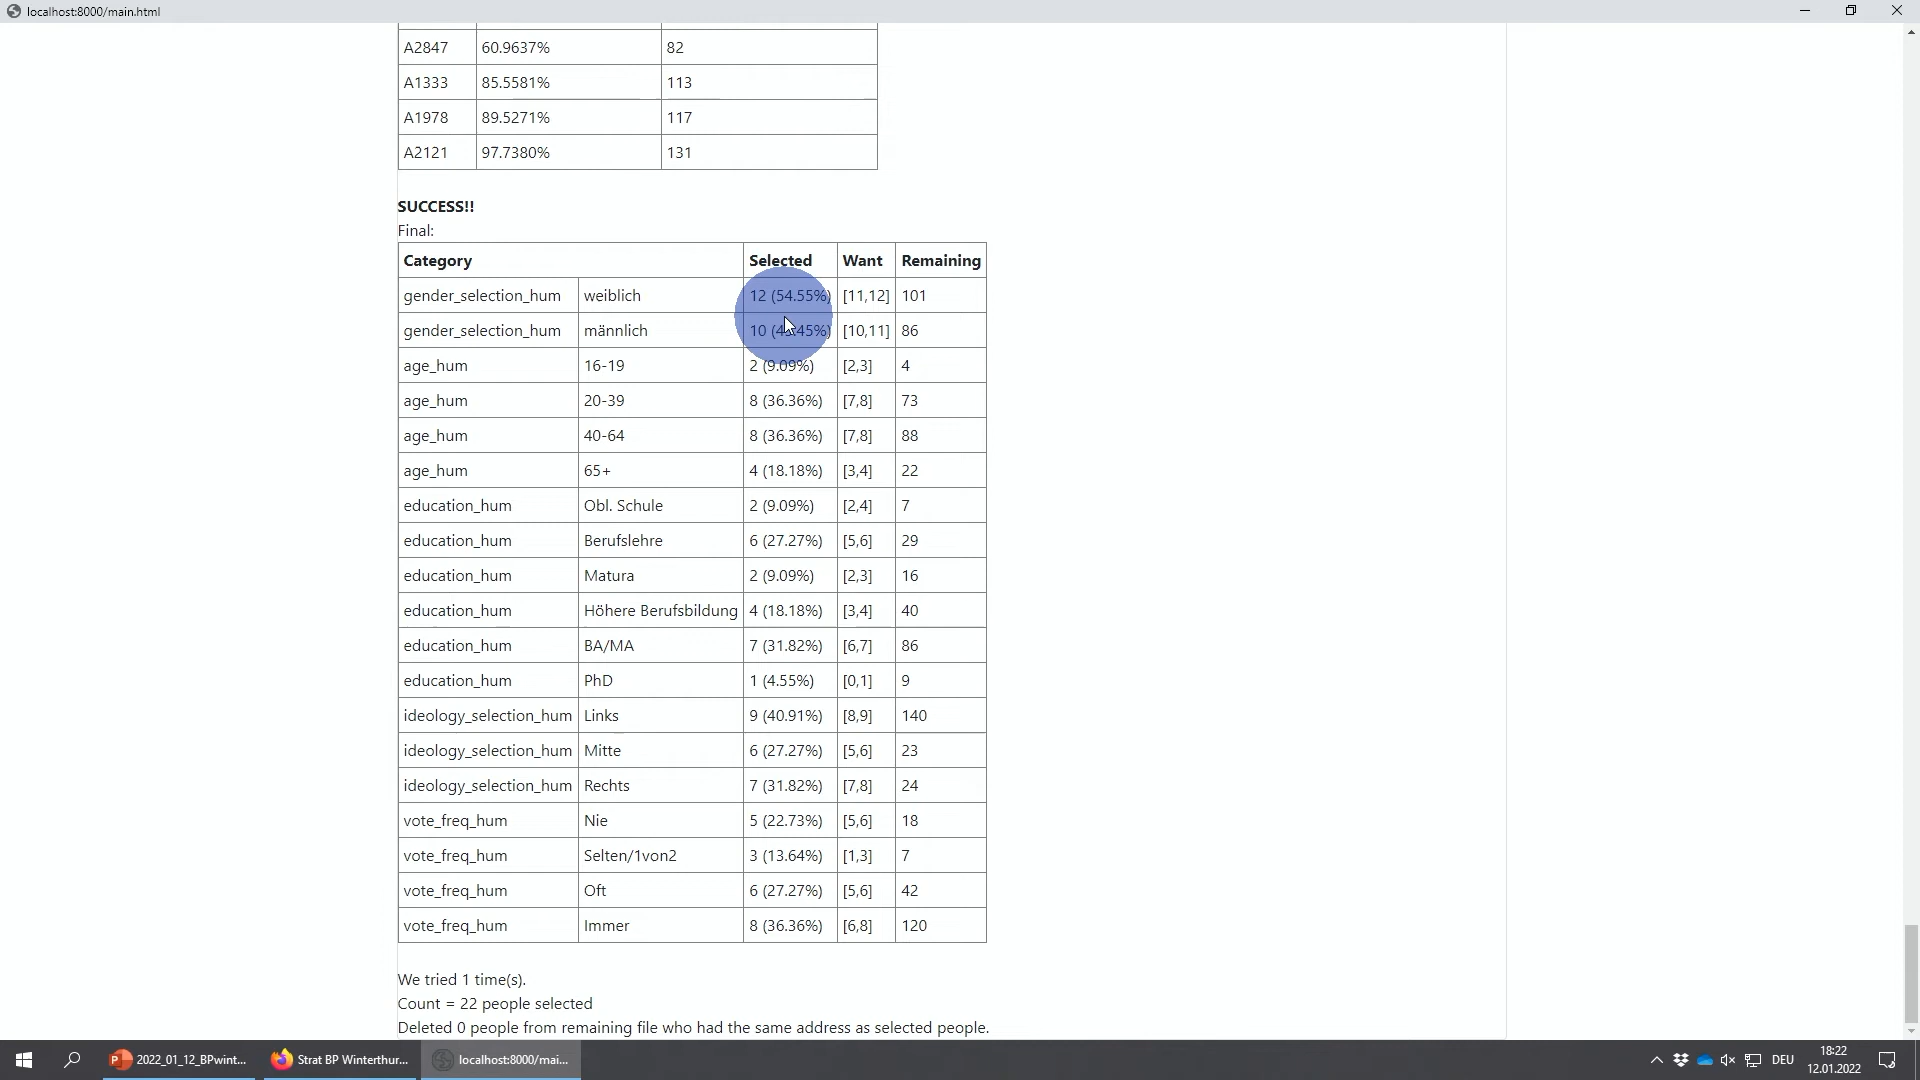 localhost:8000/main.html
A2847 60.9637% 82
A1333 85.5581% 113
A1978 89.5271% 117
A2121 97.7380% 131
SUCCESS!!
Final:
Category Selected Want Remaining
gender_selection_hum weiblich 12 (54.55%) [11,12] 101
gender_selection_hum männlich 10 (45.45%) [10,11] 86
age_hum 16-19 2 (9.09%) [2,3] 4
age_hum 20-39 8 (36.36%) [7,8] 73
age_hum 40-64 8 (36.36%) [7,8] 88
age_hum 65+ 4 (18.18%) [3,4] 22
education_hum Obl. Schule 2 (9.09%) [2,4] 7
education_hum Berufslehre 6 (27.27%) [5,6] 29
education_hum Matura 2 (9.09%) [2,3] 16
education_hum Höhere Berufsbildung 4 (18.18%) [3,4] 40
education_hum BA/MA 7 (31.82%) [6,7] 86
education_hum PhD 1 (4.55%) [0,1] 9
ideology_selection_hum Links 9 (40.91%) [8,9] 140
ideology_selection_hum Mitte 6 (27.27%) [5,6] 23
ideology_selection_hum Rechts 7 (31.82%) [7,8] 24
vote_freq_hum Nie 5 (22.73%) [5,6] 18
vote_freq_hum Selten/1von2 3 (13.64%) [1,3] 7
vote_freq_hum Oft 6 (27.27%) [5,6] 42
vote_freq_hum Immer 8 (36.36%) [6,8] 120
We tried 1 time(s).
Count = 22 people selected
Deleted 0 people from remaining file who had the same address as selected people.
2022_01_12_BPwint... Strat BP Winterthur... localhost:8000/mai... DEU 18:22
12.01.2022